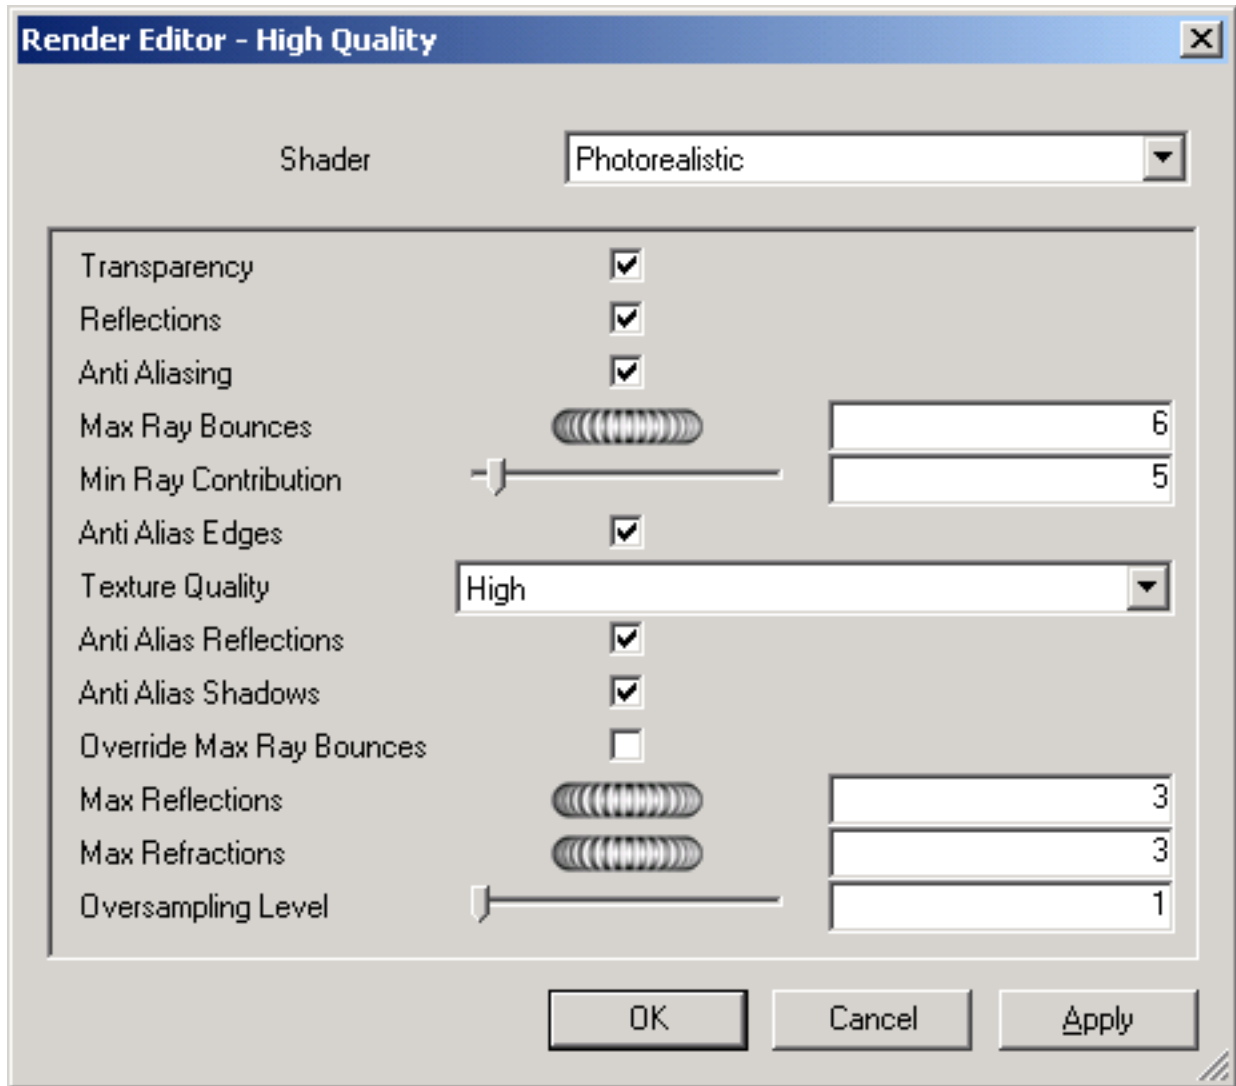 Render Editor - High Quality
Shader Photorealistic
Transparency
Reflections
Anti Aliasing
Max Ray Bounces 6
Min Ray Contribution 5
Anti Alias Edges
Texture Quality High
Anti Alias Reflections
Anti Alias Shadows
Override Max Ray Bounces
Max Reflections 3
Max Refractions 3
Oversampling Level 1
OK Cancel Apply